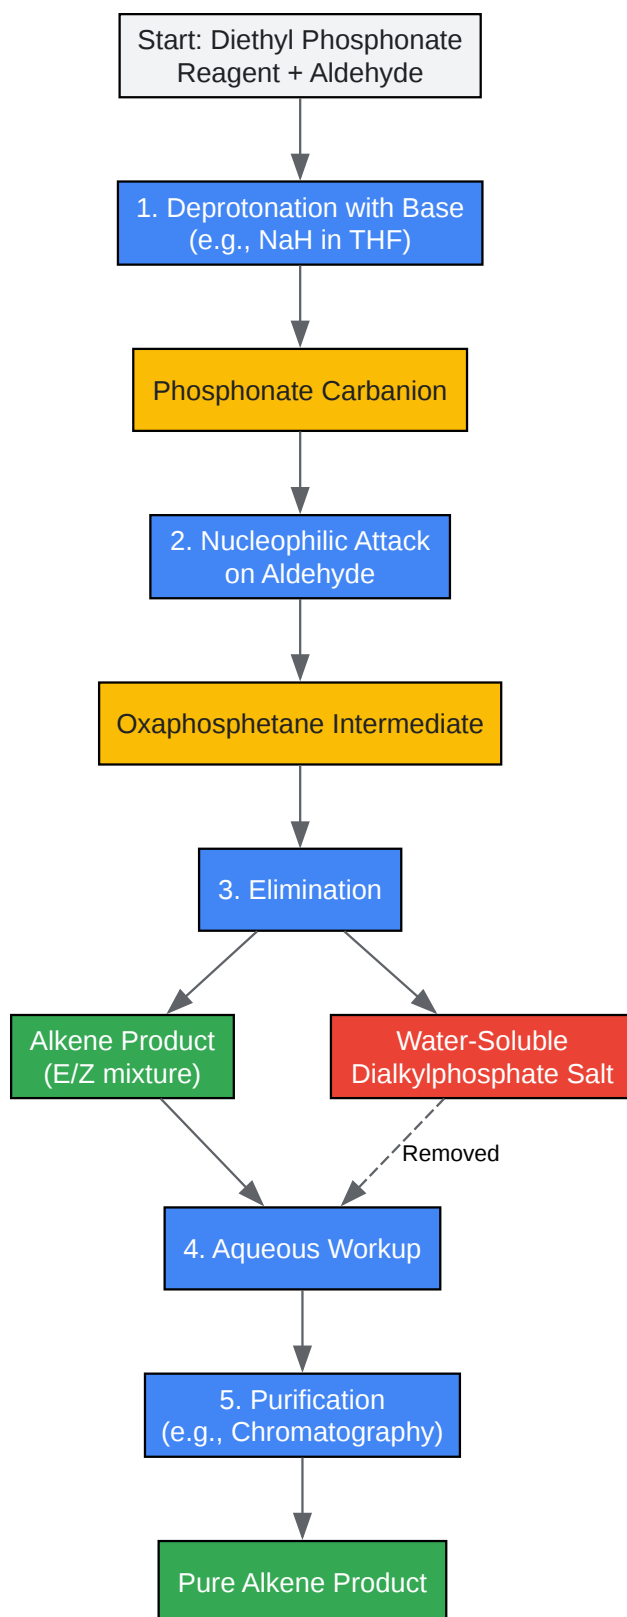 Start: Diethyl Phosphonate
Reagent + Aldehyde
1. Deprotonation with Base
(e.g., NaH in THF)
Phosphonate Carbanion
2. Nucleophilic Attack
on Aldehyde
Oxaphosphetane Intermediate
3. Elimination
Alkene Product
(E/Z mixture)
Water-Soluble
Dialkylphosphate Salt
Removed
4. Aqueous Workup
5. Purification
(e.g., Chromatography)
Pure Alkene Product